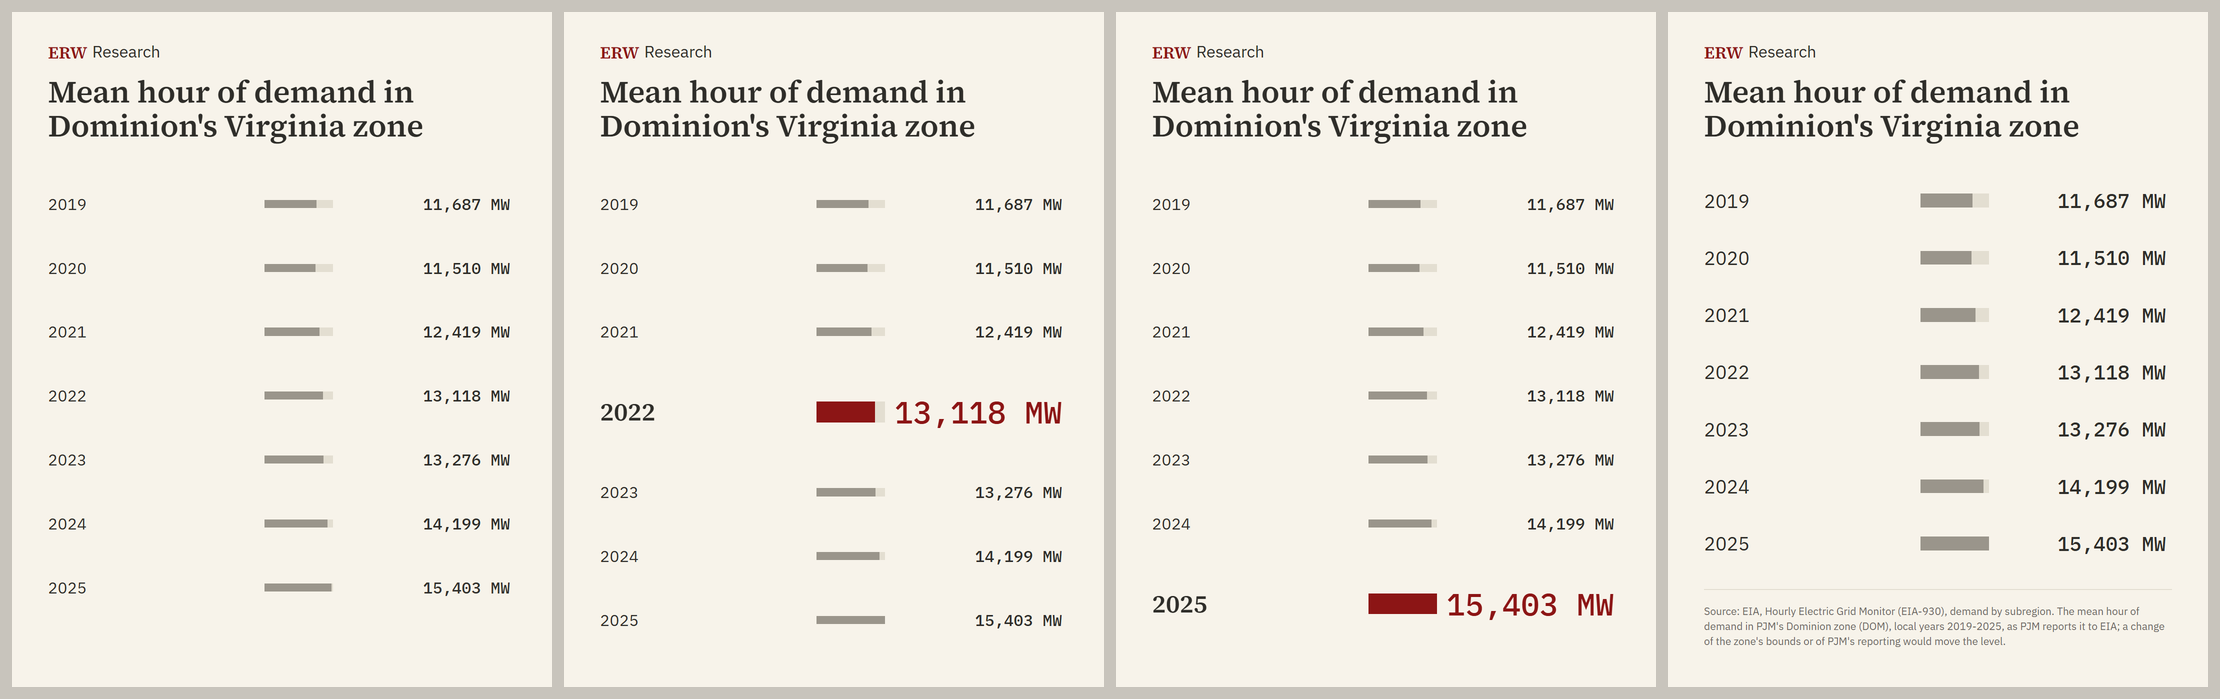 ERW Research
Mean hour of demand in
Dominion's Virginia zone
2019 11,687 MW
2020 11,510 MW
2021 12,419 MW
2022 13,118 MW
2023 13,276 MW
2024 14,199 MW
2025 15,403 MW
ERW Research
Mean hour of demand in
Dominion's Virginia zone
2019 11,687 MW
2020 11,510 MW
2021 12,419 MW
2022 13,118 MW
2023 13,276 MW
2024 14,199 MW
2025 15,403 MW
ERW Research
Mean hour of demand in
Dominion's Virginia zone
2019 11,687 MW
2020 11,510 MW
2021 12,419 MW
2022 13,118 MW
2023 13,276 MW
2024 14,199 MW
2025 15,403 MW
ERW Research
Mean hour of demand in
Dominion's Virginia zone
2019 11,687 MW
2020 11,510 MW
2021 12,419 MW
2022 13,118 MW
2023 13,276 MW
2024 14,199 MW
2025 15,403 MW
Source: EIA, Hourly Electric Grid Monitor (EIA-930), demand by subregion. The mean hour of
demand in PJM's Dominion zone (DOM), local years 2019-2025, as PJM reports it to EIA; a change
of the zone's bounds or of PJM's reporting would move the level.